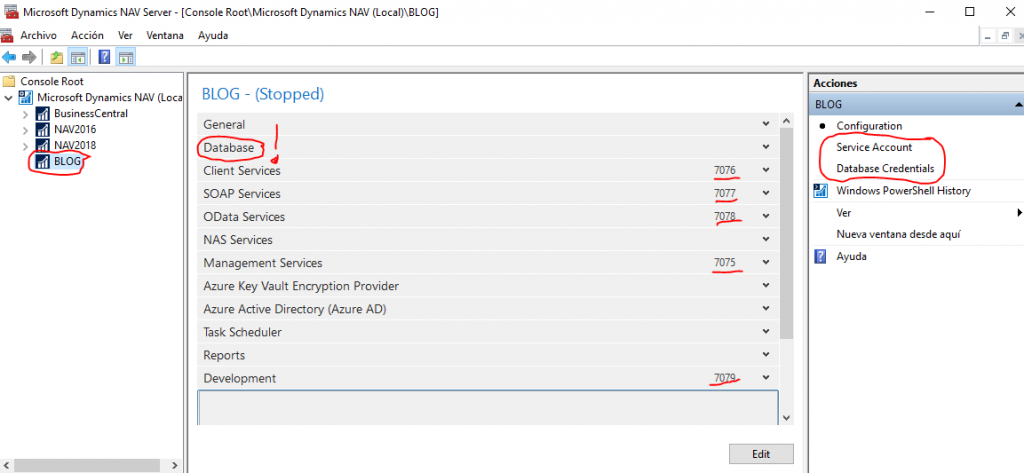 Microsoft Dynamics NAV Server - [Console Root\Microsoft Dynamics NAV (Local)\BLOG]
Archivo Acción Ver Ventana Ayuda
Console Root
Microsoft Dynamics NAV (Loca
BusinessCentral
NAV2016
NAV2018
BLOG
BLOG - (Stopped)
General
Database !
Client Services 7076
SOAP Services 7077
OData Services 7078
NAS Services
Management Services 7075
Azure Key Vault Encryption Provider
Azure Active Directory (Azure AD)
Task Scheduler
Reports
Development 7079
Edit
Acciones
BLOG
Configuration
Service Account
Database Credentials
Windows PowerShell History
Ver
Nueva ventana desde aquí
Ayuda